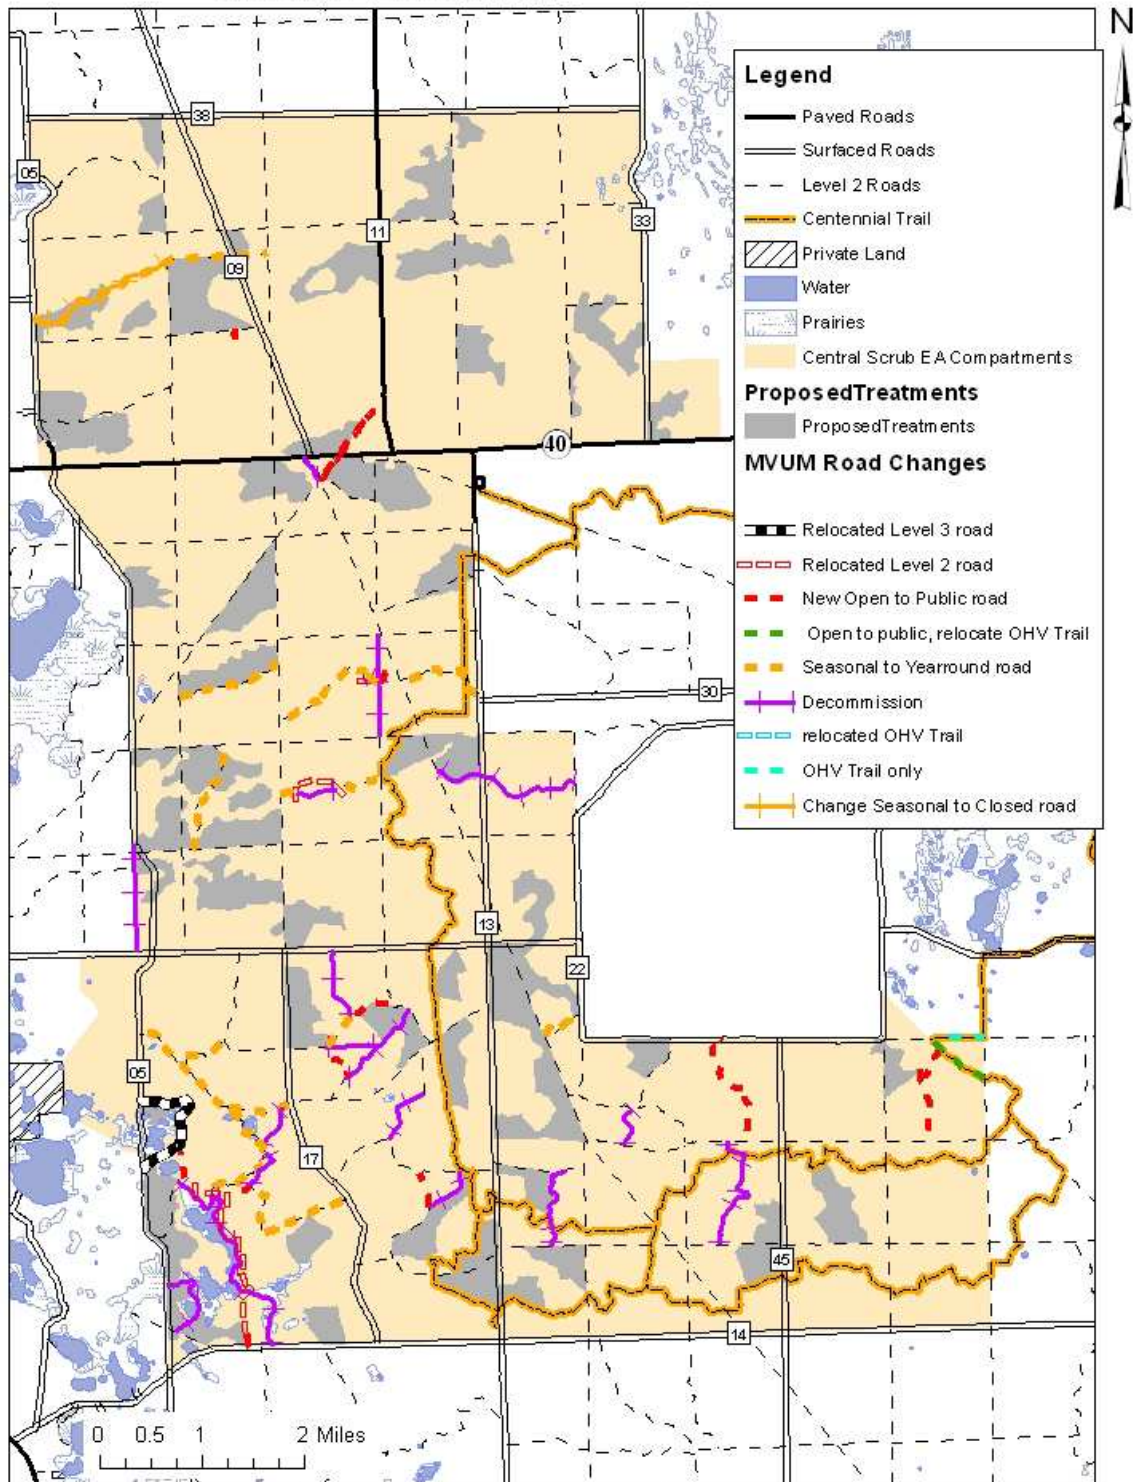 N
Legend
Paved Roads
Surfaced Roads
Level 2 Roads
Centennial Trail
Private Land
Water
Prairies
Central Scrub EA Compartments
ProposedTreatments
ProposedTreatments
MVUM Road Changes
Relocated Level 3 road
Relocated Level 2 road
New Open to Public road
Open to public, relocate OHV Trail
Seasonal to Yearround road
Decommission
relocated OHV Trail
OHV Trail only
Change Seasonal to Closed road
38
05
33
11
09
40
30
13
22
05
17
45
14
0 0.5 1 2 Miles